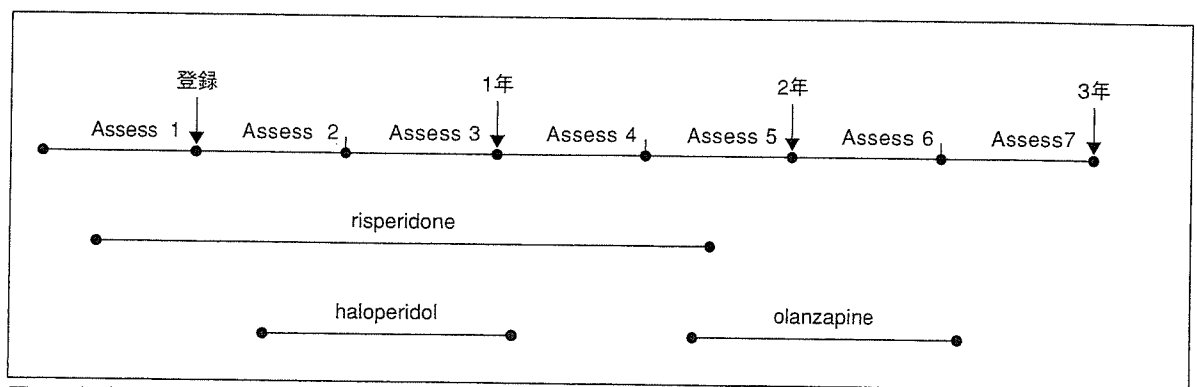 登録 1年 2年 3年
Assess 1 Assess 2 Assess 3 Assess 4 Assess 5 Assess 6 Assess7
risperidone
haloperidol olanzapine